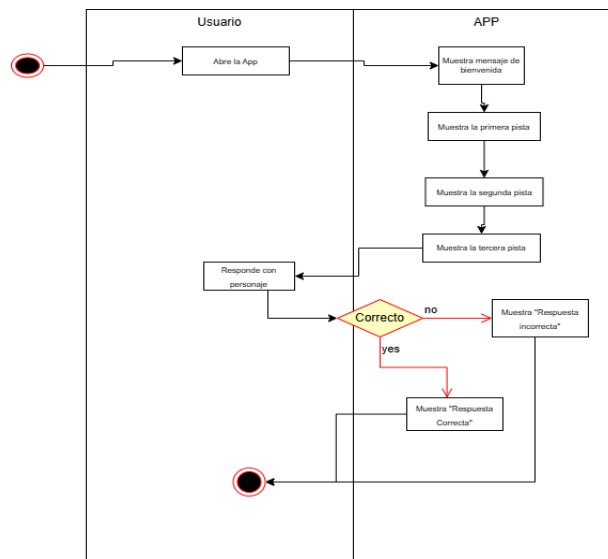 Usuario
APP
Abre la App
Muestra mensaje de
bienvenida
Muestra la primera pista
Muestra la segunda pista
Muestra la tercera pista
Responde con
personaje
Correcto
no
Muestra "Respuesta
incorrecta"
yes
Muestra "Respuesta
Correcta"